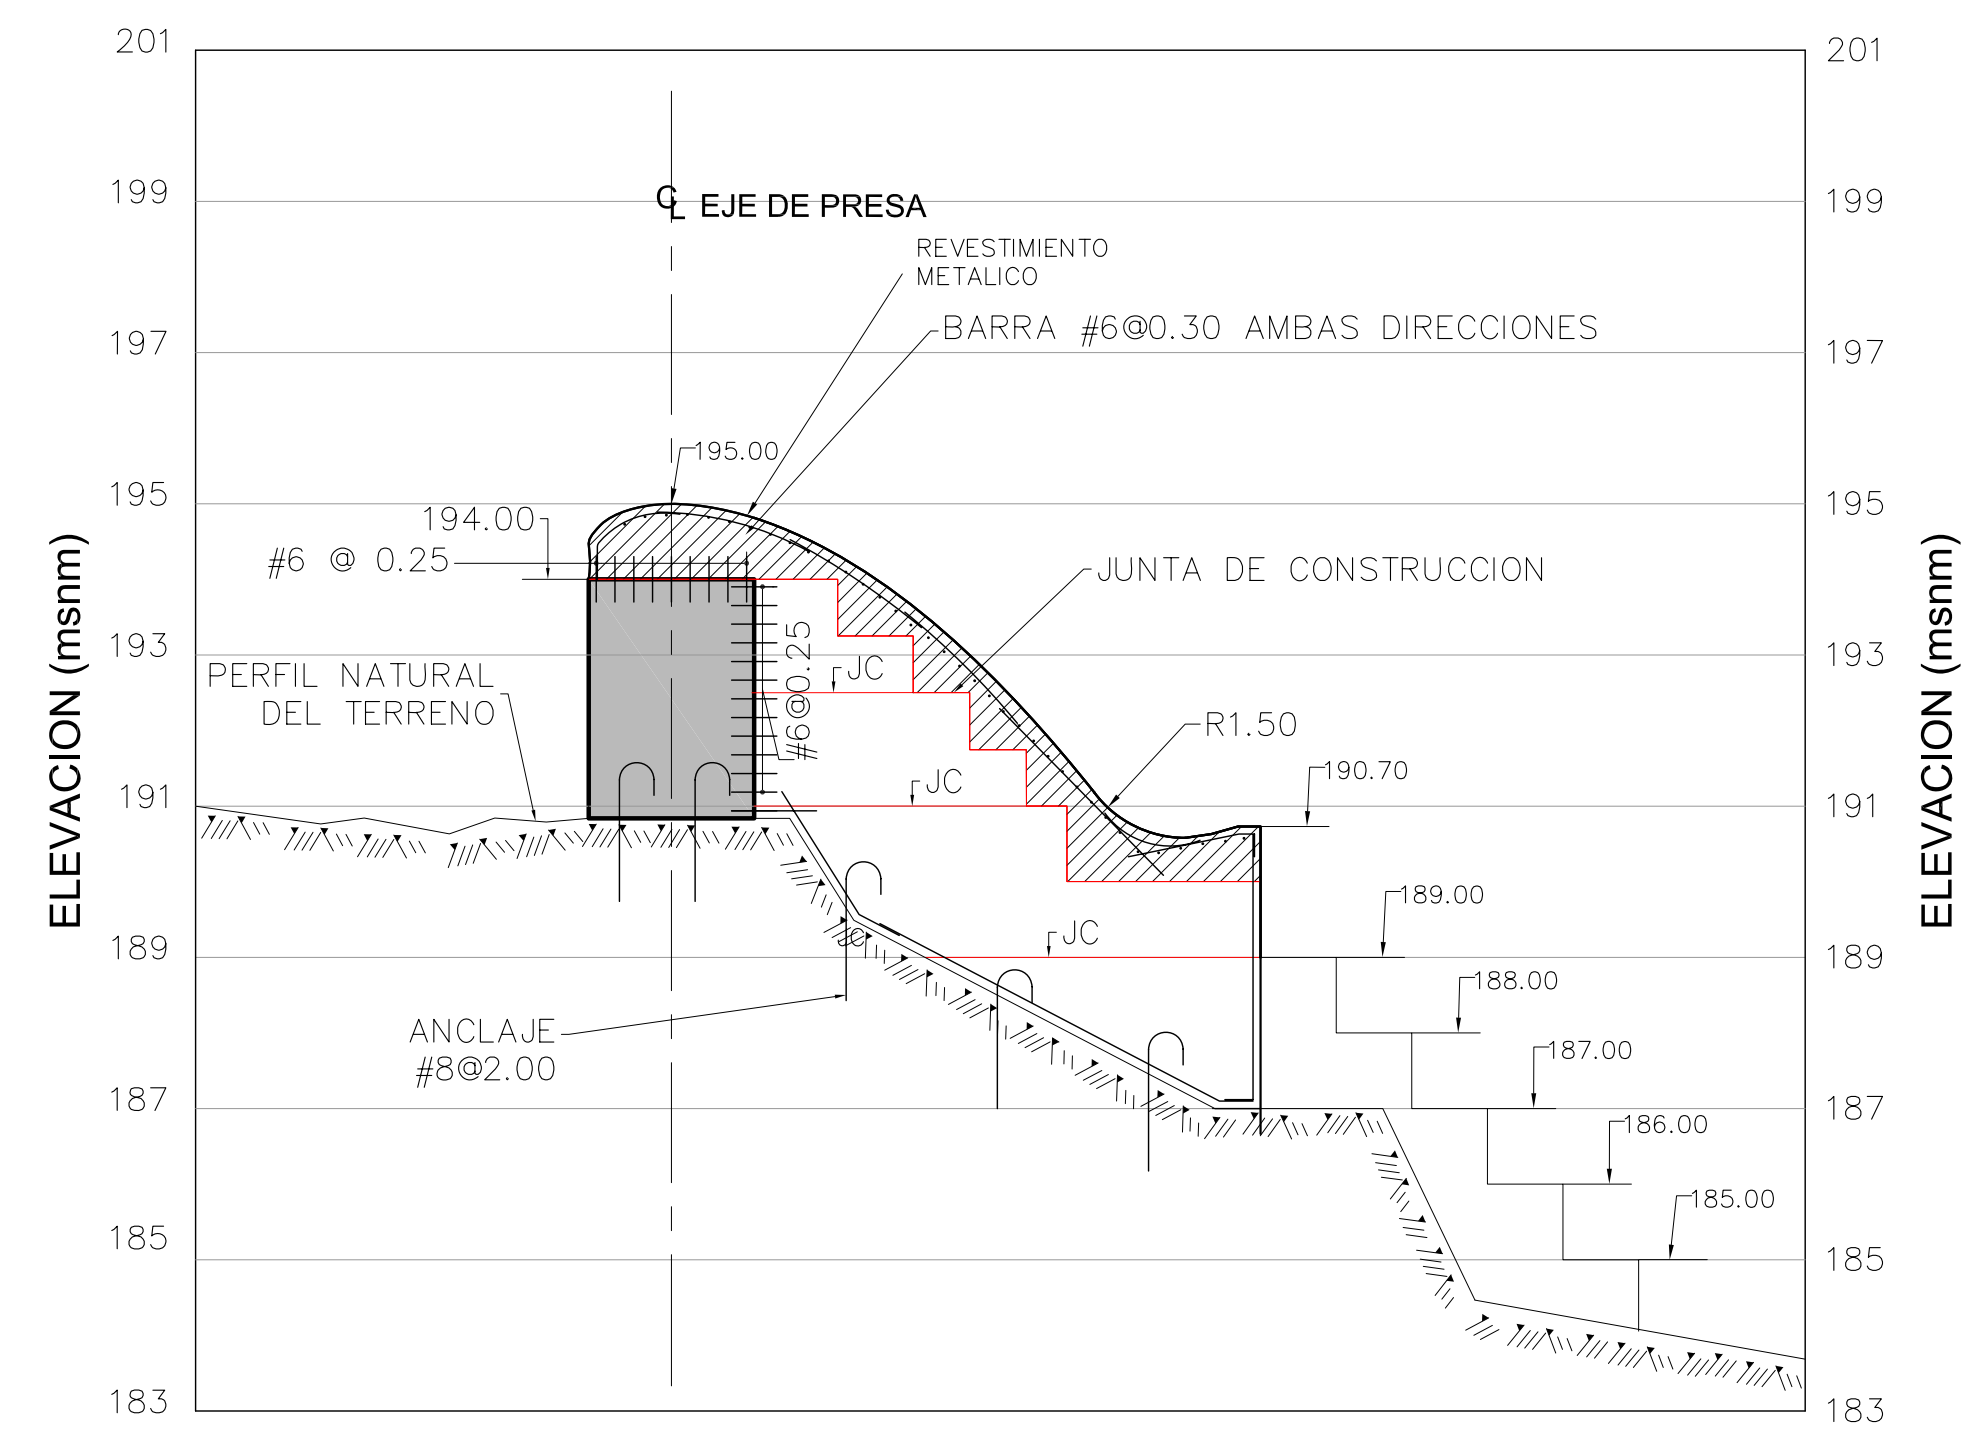 201
201
199
199
℄ EJE DE PRESA
REVESTIMIENTO
METALICO
BARRA #6@0.30 AMBAS DIRECCIONES
197
197
195.00
195
195
194.00
#6 @ 0.25
JUNTA DE CONSTRUCCION
ELEVACION (msnm)
ELEVACION (msnm)
193
193
#6@0.25
JC
PERFIL NATURAL
DEL TERRENO
R1.50
190.70
JC
191
191
189.00
JC
JC
189
189
188.00
ANCLAJE
#8@2.00
187.00
187
187
186.00
185.00
185
185
183
183